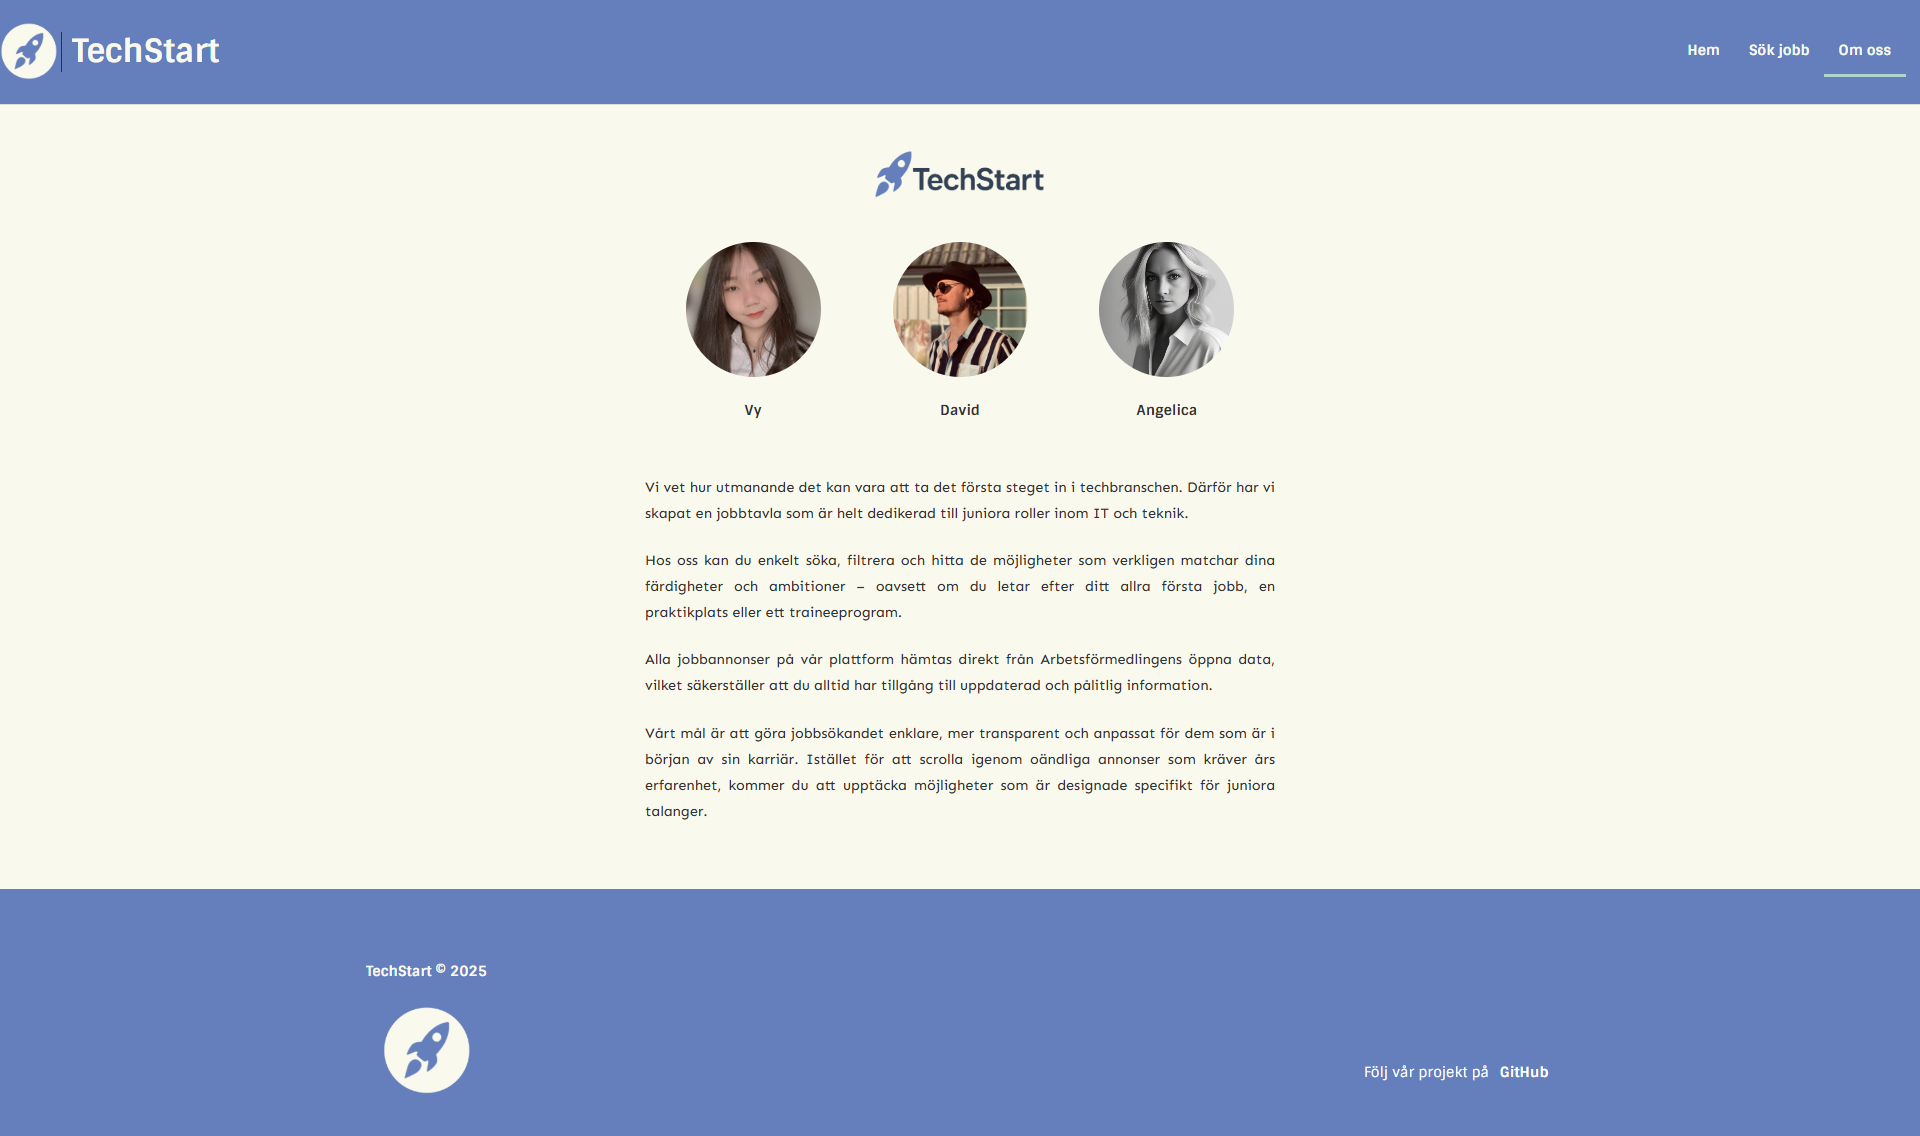 TechStart
Hem
Sök jobb
Om oss
TechStart
Vy
David
Angelica
Vi vet hur utmanande det kan vara att ta det första steget in i techbranschen. Därför har vi
skapat en jobbtavla som är helt dedikerad till juniora roller inom IT och teknik.
Hos oss kan du enkelt söka, filtrera och hitta de möjligheter som verkligen matchar dina
färdigheter och ambitioner – oavsett om du letar efter ditt allra första jobb, en
praktikplats eller ett traineeprogram.
Alla jobbannonser på vår plattform hämtas direkt från Arbetsförmedlingens öppna data,
vilket säkerställer att du alltid har tillgång till uppdaterad och pålitlig information.
Vårt mål är att göra jobbsökandet enklare, mer transparent och anpassat för dem som är i
början av sin karriär. Istället för att scrolla igenom oändliga annonser som kräver års
erfarenhet, kommer du att upptäcka möjligheter som är designade specifikt för juniora
talanger.
TechStart © 2025
Följ vår projekt på GitHub